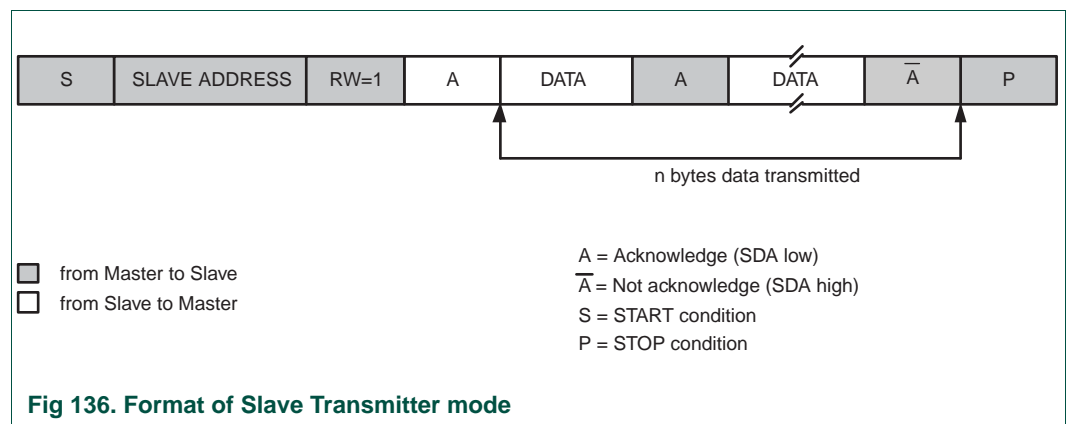 S SLAVE ADDRESS RW=1 A DATA A DATA A̅ P
n bytes data transmitted
from Master to Slave
from Slave to Master
A = Acknowledge (SDA low)
A̅ = Not acknowledge (SDA high)
S = START condition
P = STOP condition
Fig 136. Format of Slave Transmitter mode